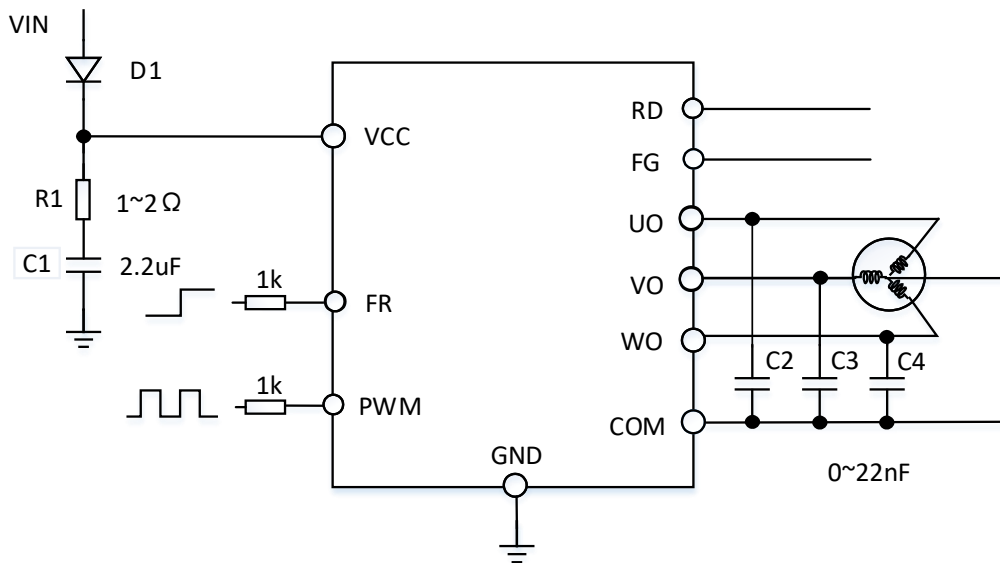 VIN
D1
VCC
R1
1~2Ω
C1
2.2uF
1k
FR
1k
PWM
GND
RD
FG
UO
VO
WO
C2
C3
C4
COM
0~22nF